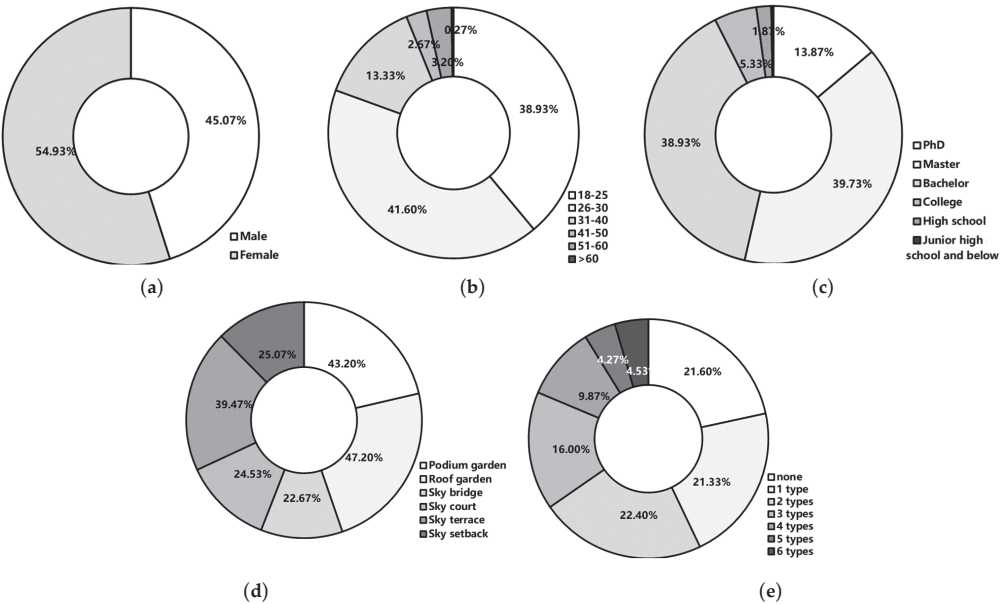 54.93%
45.07%
Male
Female
(a)
0.27%
2.67%
3.20%
13.33%
38.93%
41.60%
18-25
26-30
31-40
41-50
51-60
>60
(b)
1.87%
13.87%
5.33%
38.93%
39.73%
PhD
Master
Bachelor
College
High school
Junior high
school and below
(c)
25.07%
43.20%
39.47%
47.20%
24.53%
22.67%
Podium garden
Roof garden
Sky bridge
Sky court
Sky terrace
Sky setback
(d)
4.27%
4.53
21.60%
9.87%
16.00%
21.33%
22.40%
none
1 type
2 types
3 types
4 types
5 types
6 types
(e)